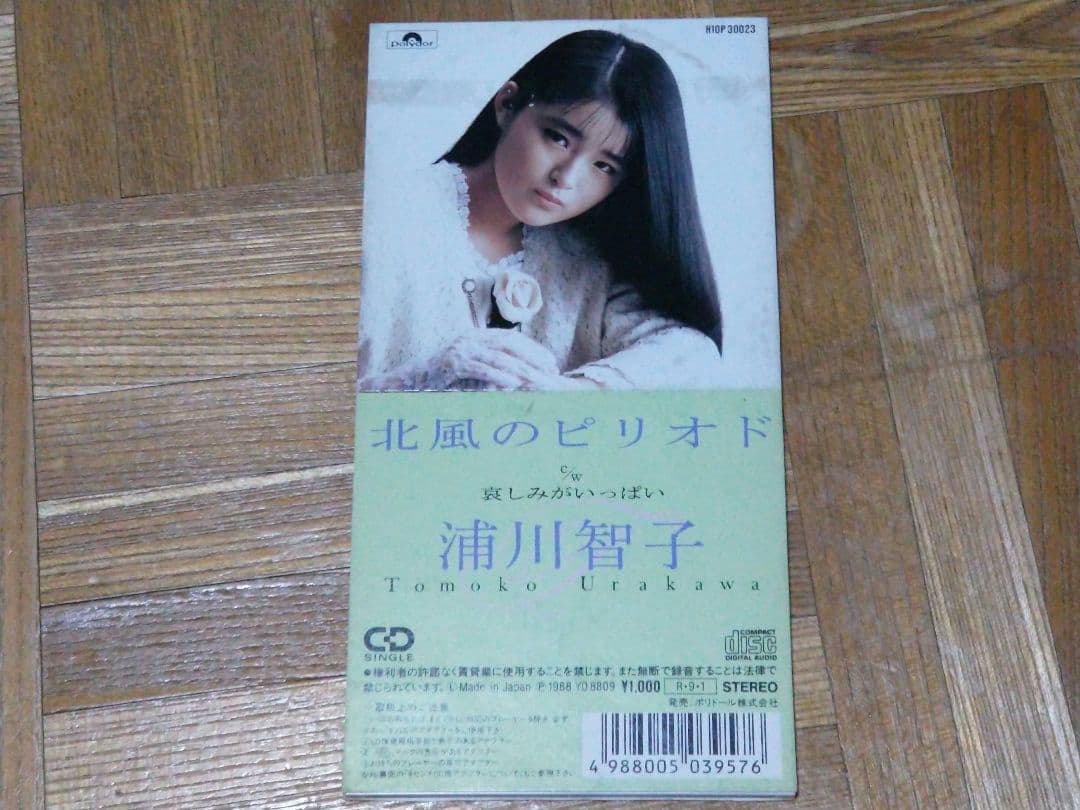 polydor
H10P 30023
北風のピリオド
c/w
哀しみがいっぱい
浦川智子
Tomoko Urakawa
CD
SINGLE
COMPACT
disc
DIGITAL AUDIO
●権利者の許諾なく賃貸業に使用することを禁じます。また無断で録音することは法律で
禁じられています。Ⓛ Made in Japan Ⓟ 1988 YD8809 ¥1,000 R・9・1 STEREO
発売:ポリドール株式会社
4 988005 039576